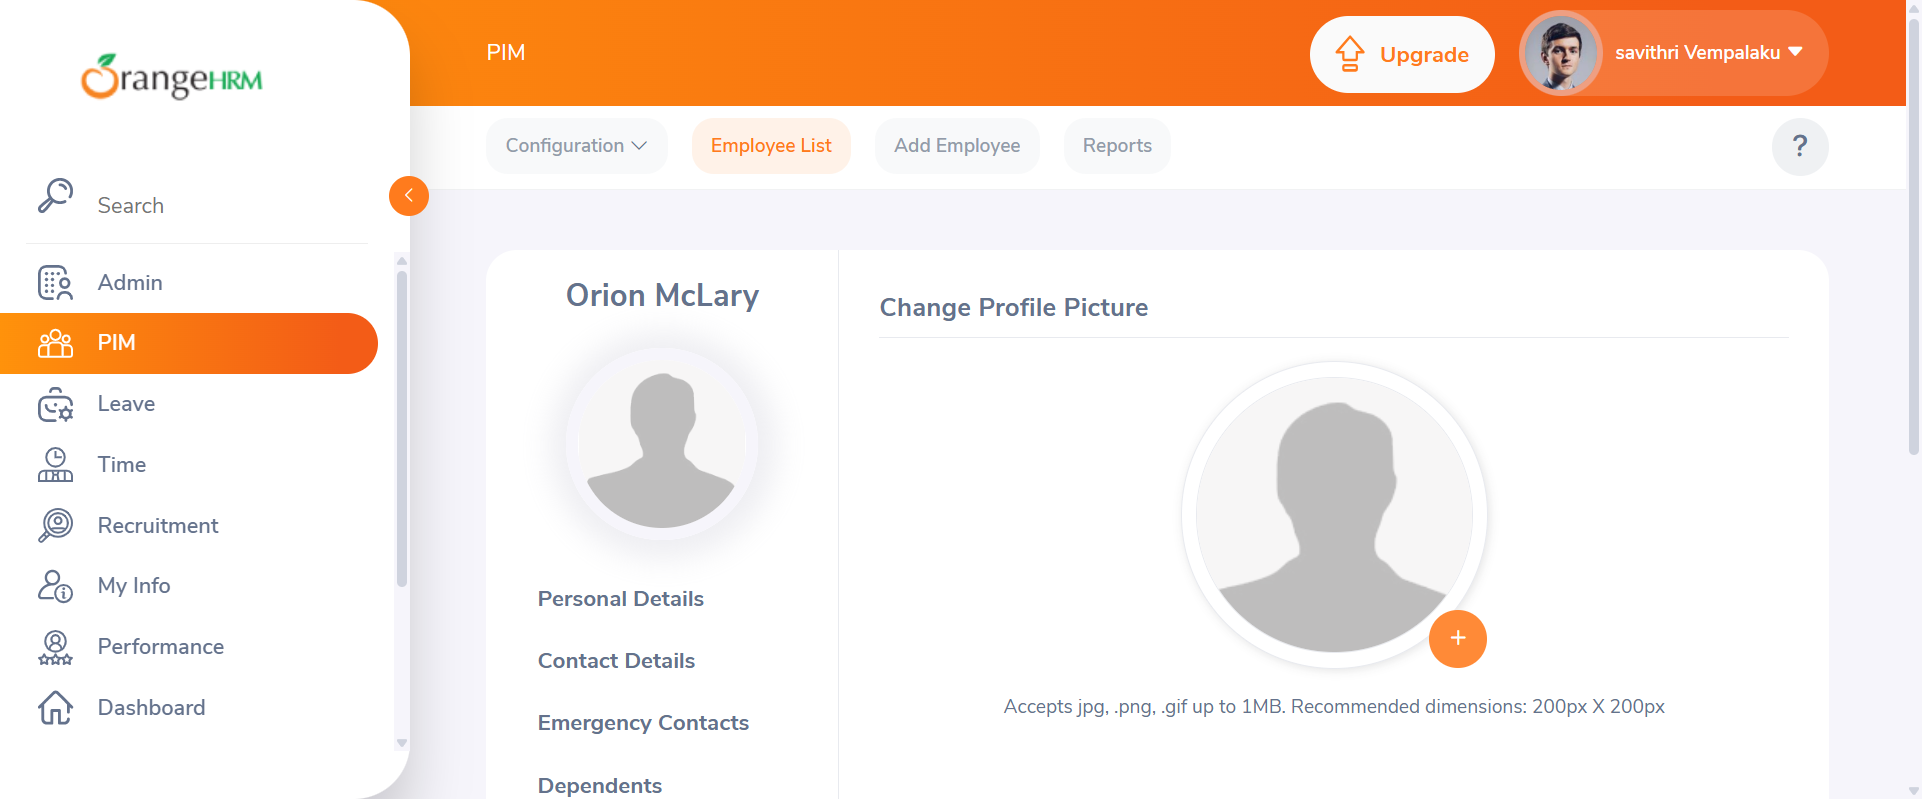 OrangeHRM
PIM
Upgrade
savithri Vempalaku
Configuration
Employee List
Add Employee
Reports
?
Search
Admin
PIM
Leave
Time
Recruitment
My Info
Performance
Dashboard
Orion McLary
Personal Details
Contact Details
Emergency Contacts
Dependents
Change Profile Picture
+
Accepts jpg, .png, .gif up to 1MB. Recommended dimensions: 200px X 200px